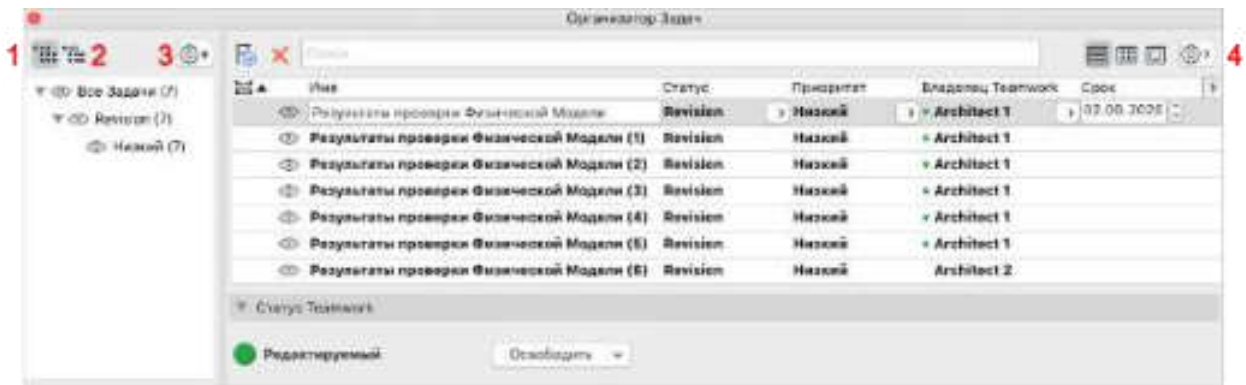 Организатор Задач
1 2 3 4
Поиск
Имя Статус Приоритет Владелец Teamwork Срок
Все Задачи (7)
Revision (7)
Низкий (7)
Результаты проверки Физической Модели Revision Низкий Architect 1
Результаты проверки Физической Модели (1) Revision Низкий Architect 1
Результаты проверки Физической Модели (2) Revision Низкий Architect 1
Результаты проверки Физической Модели (3) Revision Низкий Architect 1
Результаты проверки Физической Модели (4) Revision Низкий Architect 1
Результаты проверки Физической Модели (5) Revision Низкий Architect 1
Результаты проверки Физической Модели (6) Revision Низкий Architect 2
Статус Teamwork
Редактируемый Освободить